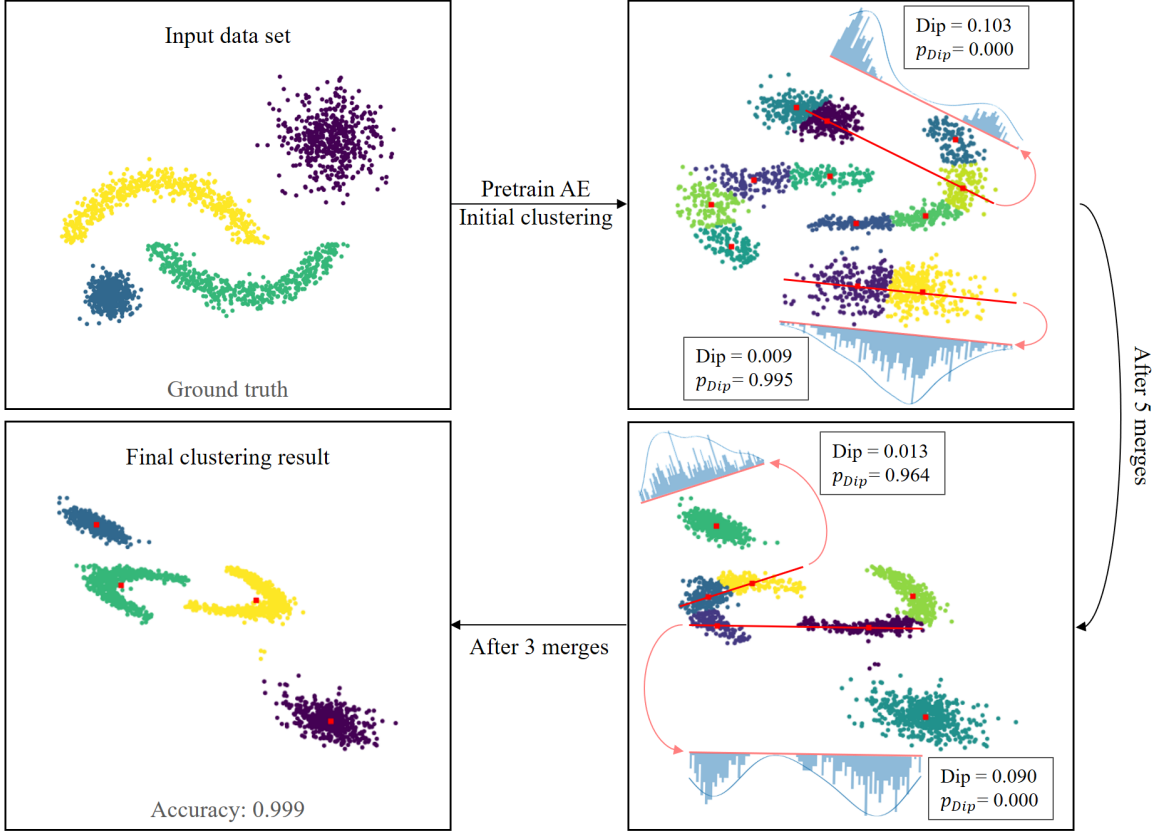 Input data set
Ground truth
Pretrain AE
Initial clustering
Dip = 0.103
p_Dip = 0.000
Dip = 0.009
p_Dip = 0.995
After 5 merges
Dip = 0.013
p_Dip = 0.964
Dip = 0.090
p_Dip = 0.000
After 3 merges
Final clustering result
Accuracy: 0.999